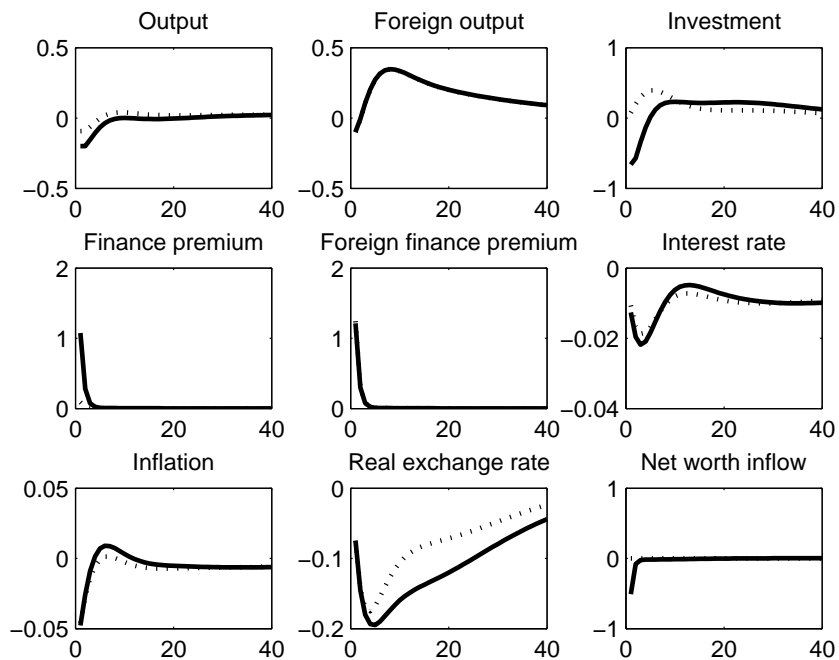 Output
Foreign output
Investment
0.5
0
−0.5
0 20 40
0.5
0
−0.5
0 20 40
1
0
−1
0 20 40
Finance premium
Foreign finance premium
Interest rate
2
1
0
0 20 40
2
1
0
0 20 40
0
−0.02
−0.04
0 20 40
Inflation
Real exchange rate
Net worth inflow
0.05
0
−0.05
0 20 40
0
−0.1
−0.2
0 20 40
1
0
−1
0 20 40